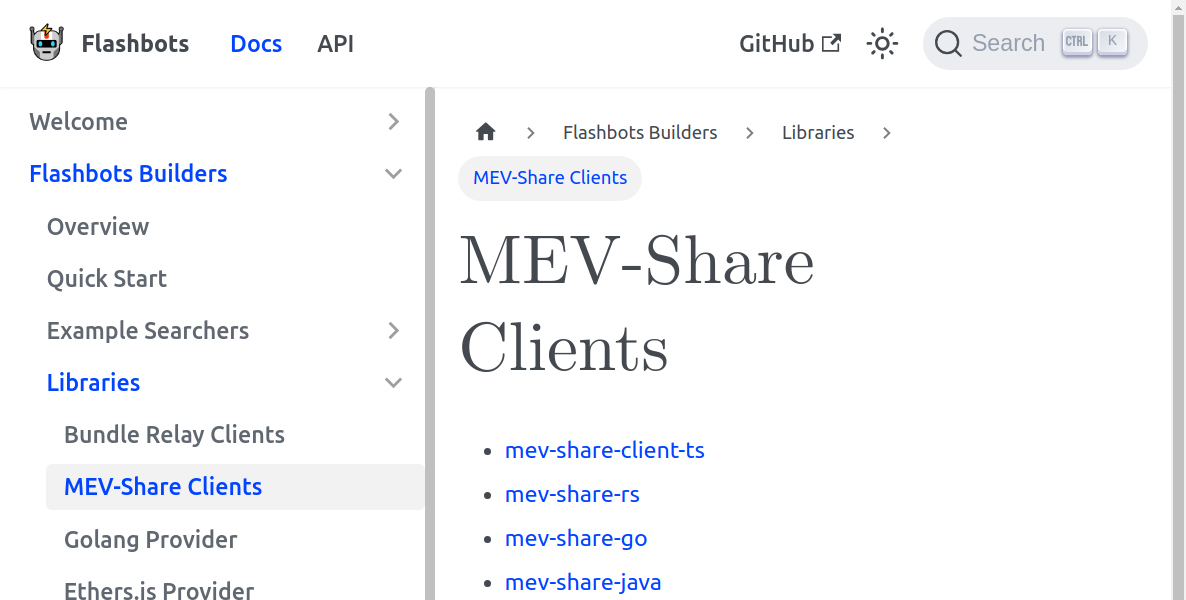 Flashbots
Docs
API
GitHub
Search
CTRL
K
Welcome
Flashbots Builders
Overview
Quick Start
Example Searchers
Libraries
Bundle Relay Clients
MEV-Share Clients
Golang Provider
Ethers.js Provider
Flashbots Builders
Libraries
MEV-Share Clients
MEV-Share
Clients
mev-share-client-ts
mev-share-rs
mev-share-go
mev-share-java